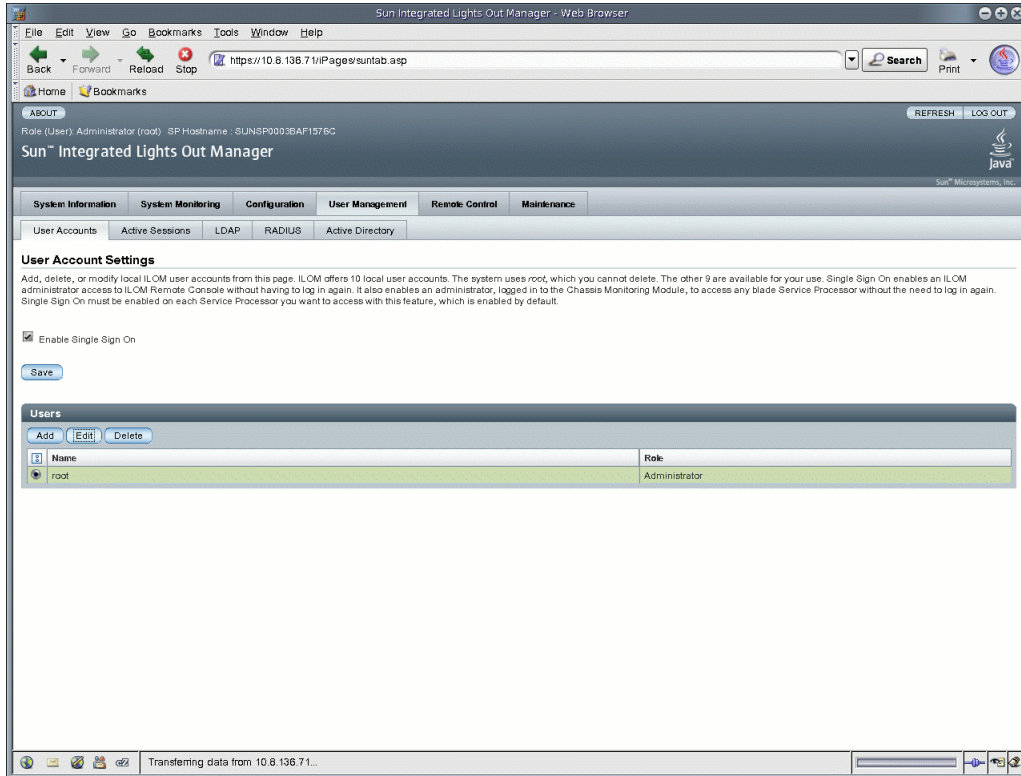 Sun Integrated Lights Out Manager - Web Browser
File Edit View Go Bookmarks Tools Window Help
Back Forward Reload Stop https://10.8.136.71/iPages/suntab.asp Search Print
Home Bookmarks
ABOUT REFRESH LOG OUT
Role (User): Administrator (root) SP Hostname : SUNSP0003BAF1576C
Sun™ Integrated Lights Out Manager
Java™
Sun™ Microsystems, Inc.
System Information System Monitoring Configuration User Management Remote Control Maintenance
User Accounts Active Sessions LDAP RADIUS Active Directory
User Account Settings
Add, delete, or modify local ILOM user accounts from this page. ILOM offers 10 local user accounts. The system uses root, which you cannot delete. The other 9 are available for your use. Single Sign On enables an ILOM
administrator access to ILOM Remote Console without having to log in again. It also enables an administrator, logged in to the Chassis Monitoring Module, to access any blade Service Processor without the need to log in again.
Single Sign On must be enabled on each Service Processor you want to access with this feature, which is enabled by default.
Enable Single Sign On
Save
Users
Add Edit Delete
Name Role
root Administrator
Transferring data from 10.8.136.71...